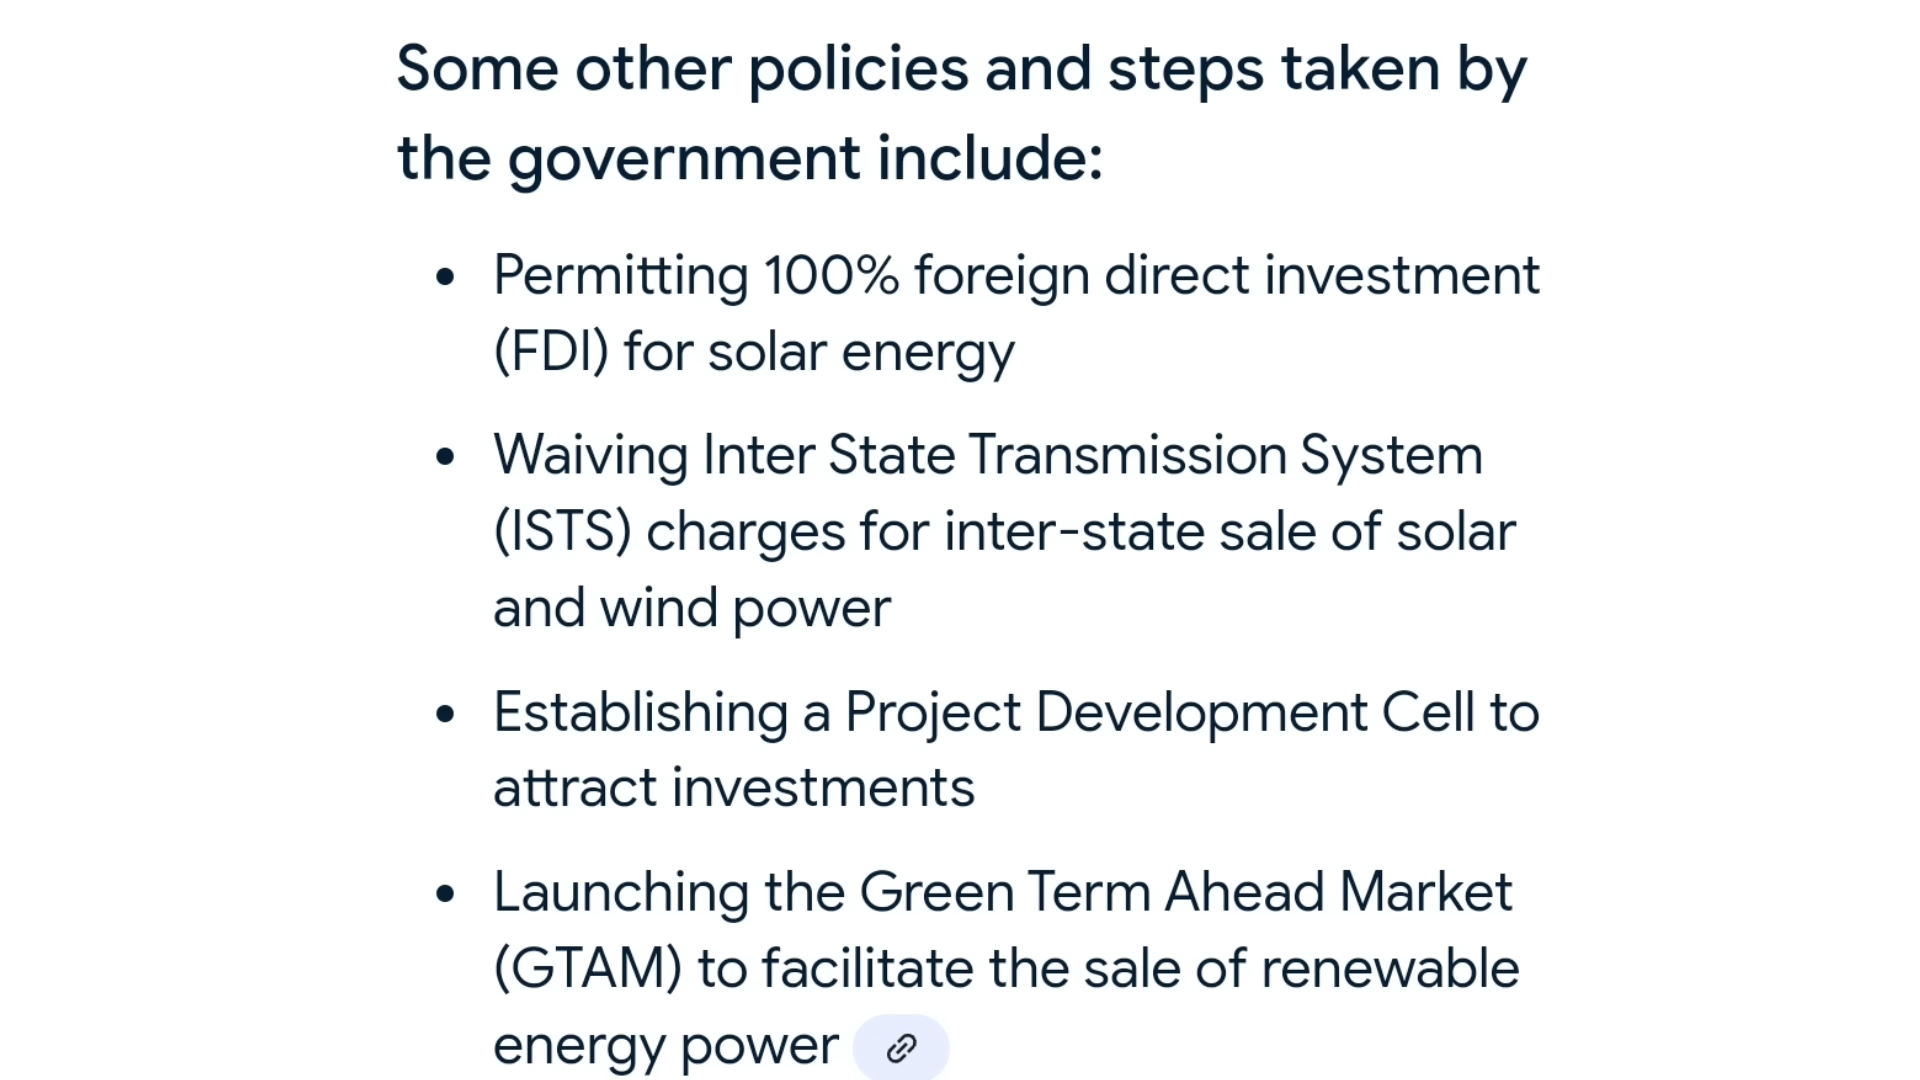 Some other policies and steps taken by
the government include:
• Permitting 100% foreign direct investment
(FDI) for solar energy
• Waiving Inter State Transmission System
(ISTS) charges for inter-state sale of solar
and wind power
• Establishing a Project Development Cell to
attract investments
• Launching the Green Term Ahead Market
(GTAM) to facilitate the sale of renewable
energy power